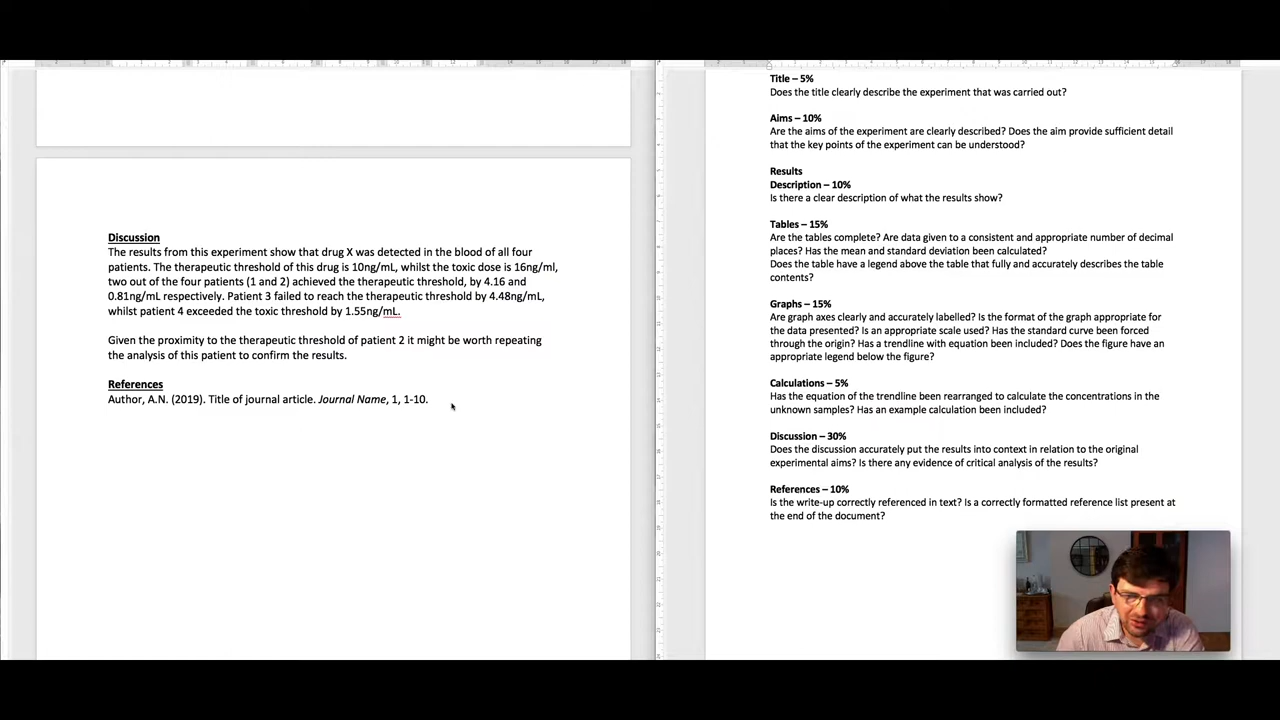 Discussion
The results from this experiment show that drug X was detected in the blood of all four
patients. The therapeutic threshold of this drug is 10ng/mL, whilst the toxic dose is 16ng/ml,
two out of the four patients (1 and 2) achieved the therapeutic threshold, by 4.16 and
0.81ng/mL respectively. Patient 3 failed to reach the therapeutic threshold by 4.48ng/mL,
whilst patient 4 exceeded the toxic threshold by 1.55ng/mL.
Given the proximity to the therapeutic threshold of patient 2 it might be worth repeating
the analysis of this patient to confirm the results.
References
Author, A.N. (2019). Title of journal article. Journal Name, 1, 1-10.
Title – 5%
Does the title clearly describe the experiment that was carried out?
Aims – 10%
Are the aims of the experiment are clearly described? Does the aim provide sufficient detail
that the key points of the experiment can be understood?
Results
Description – 10%
Is there a clear description of what the results show?
Tables – 15%
Are the tables complete? Are data given to a consistent and appropriate number of decimal
places? Has the mean and standard deviation been calculated?
Does the table have a legend above the table that fully and accurately describes the table
contents?
Graphs – 15%
Are graph axes clearly and accurately labelled? Is the format of the graph appropriate for
the data presented? Is an appropriate scale used? Has the standard curve been forced
through the origin? Has a trendline with equation been included? Does the figure have an
appropriate legend below the figure?
Calculations – 5%
Has the equation of the trendline been rearranged to calculate the concentrations in the
unknown samples? Has an example calculation been included?
Discussion – 30%
Does the discussion accurately put the results into context in relation to the original
experimental aims? Is there any evidence of critical analysis of the results?
References – 10%
Is the write-up correctly referenced in text? Is a correctly formatted reference list present at
the end of the document?